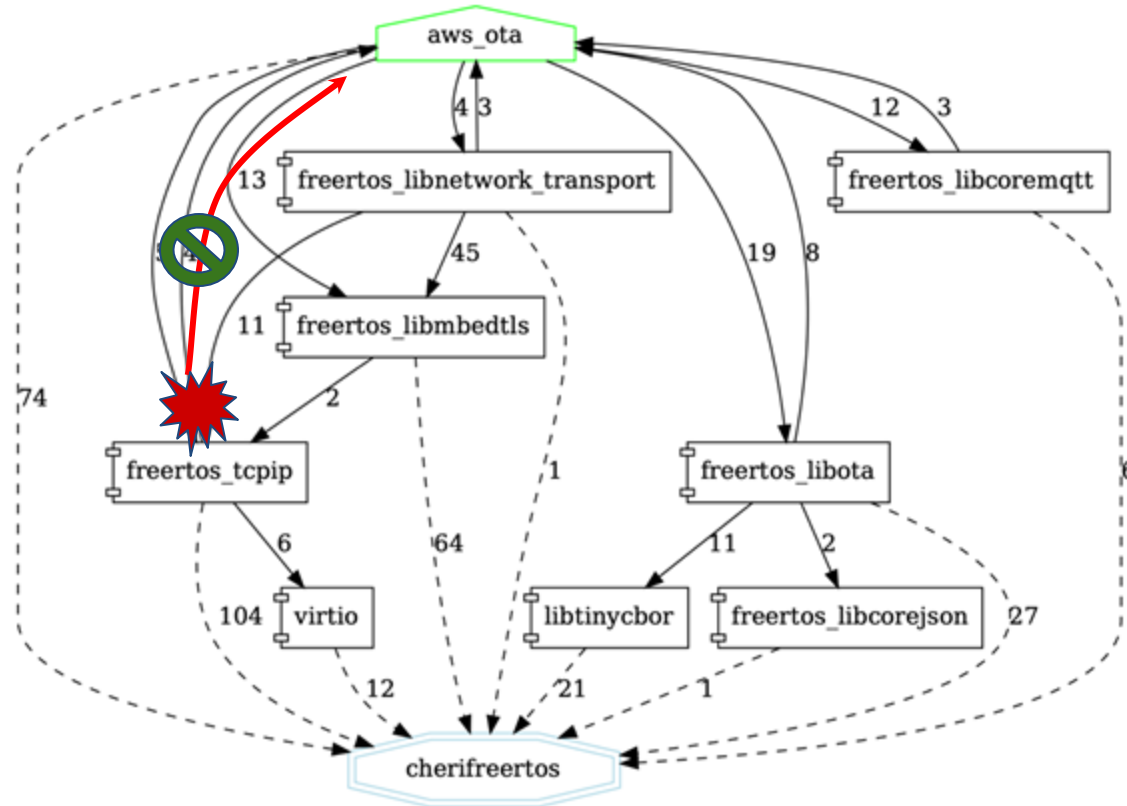 aws_ota
4
3
12
3
13
freertos_libnetwork_transport
freertos_libcoremqtt
4
45
19
8
11
freertos_libmbedtls
74
2
freertos_tcpip
1
freertos_libota
6
64
11
2
104
virtio
libtinycbor
freertos_libcorejson
27
12
21
1
cherifreertos